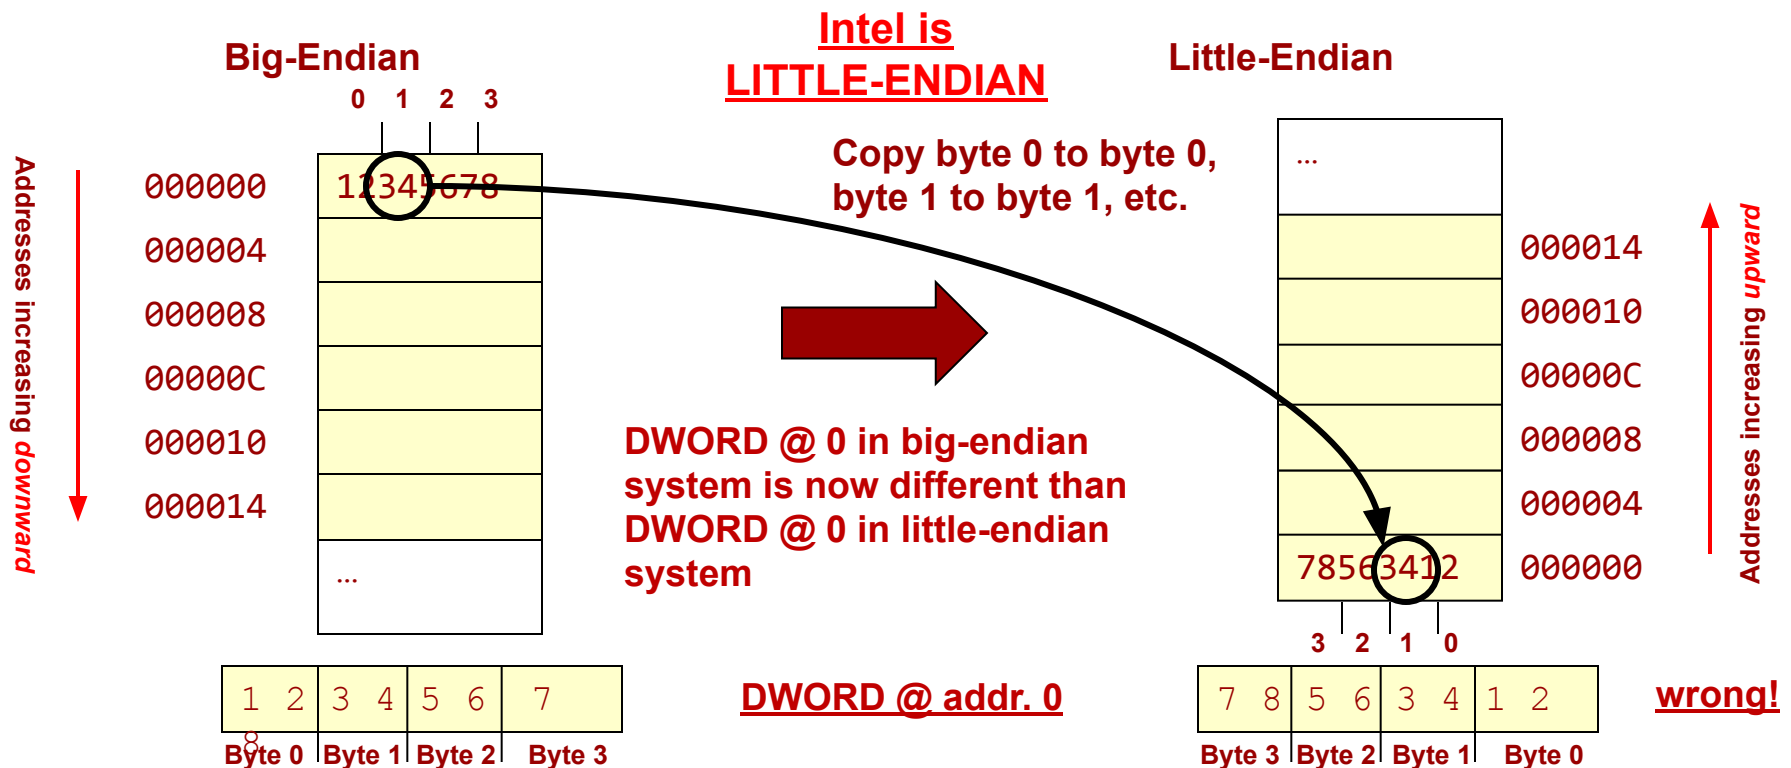 Intel is
LITTLE-ENDIAN
Big-Endian
Little-Endian
0 1 2 3
Copy byte 0 to byte 0,
byte 1 to byte 1, etc.
Addresses increasing downward
000000 12345678
000004
000008
00000C
000010
000014
...
DWORD @ 0 in big-endian
system is now different than
DWORD @ 0 in little-endian
system
...
000014
000010
00000C
000008
000004
78563412 000000
3 2 1 0
Addresses increasing upward
1 2 3 4 5 6 7
8
Byte 0 Byte 1 Byte 2 Byte 3
DWORD @ addr. 0
7 8 5 6 3 4 1 2
Byte 3 Byte 2 Byte 1 Byte 0
wrong!